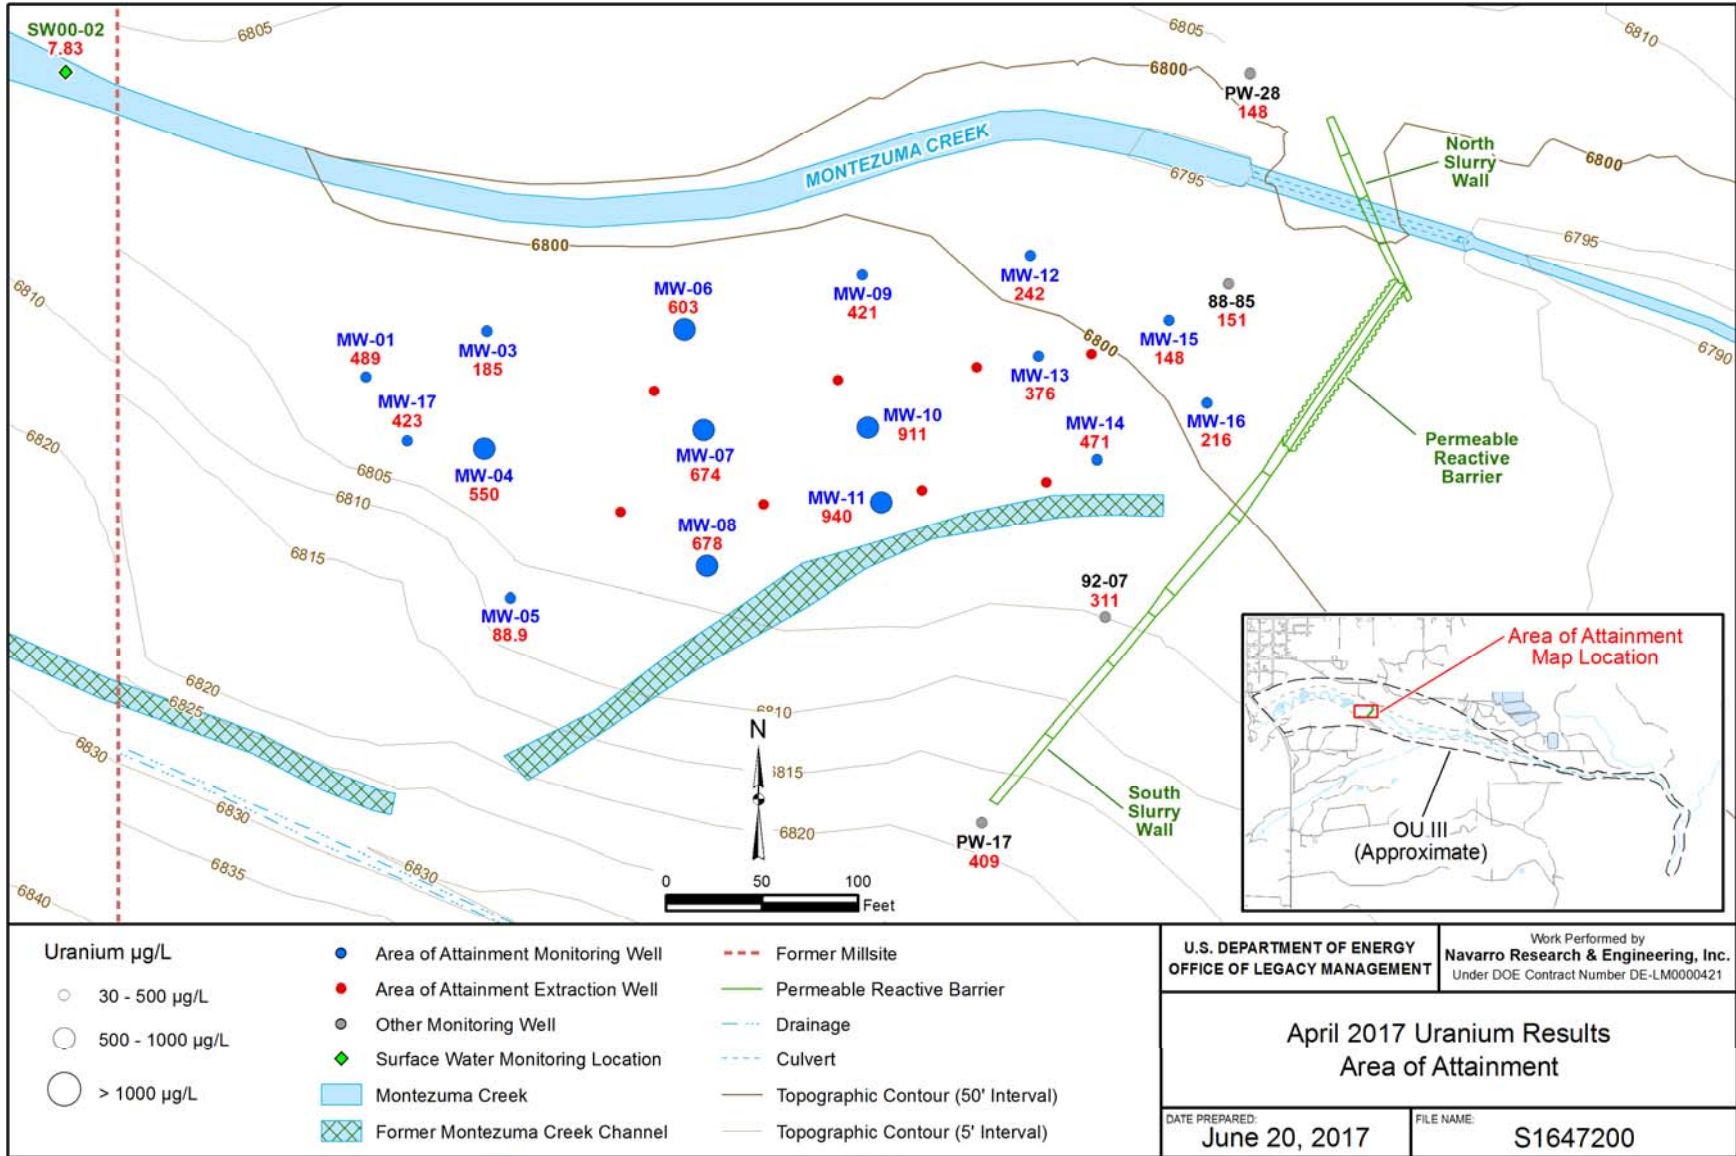 SW00-02
7.83
6805
6805
6810
6800
PW-28
148
North
Slurry
Wall
6800
MONTEZUMA CREEK
6795
6795
6800
6790
6810
MW-12
242
MW-06
603
MW-09
421
88-85
151
MW-15
148
6800
MW-01
489
MW-03
185
MW-13
376
MW-17
423
MW-10
911
MW-14
471
MW-16
216
6820
Permeable
Reactive
Barrier
MW-07
674
6805
MW-04
550
MW-11
940
6810
MW-08
678
6815
92-07
311
MW-05
88.9
Area of Attainment
Map Location
6820
6825
6810
N
6830
6815
South
Slurry
Wall
6830
6820
OU III
(Approximate)
PW-17
409
6835
6830
6840
0 50 100
Feet
Uranium µg/L
30 - 500 µg/L
500 - 1000 µg/L
> 1000 µg/L
Area of Attainment Monitoring Well
Area of Attainment Extraction Well
Other Monitoring Well
Surface Water Monitoring Location
Montezuma Creek
Former Montezuma Creek Channel
Former Millsite
Permeable Reactive Barrier
Drainage
Culvert
Topographic Contour (50' Interval)
Topographic Contour (5' Interval)
U.S. DEPARTMENT OF ENERGY
OFFICE OF LEGACY MANAGEMENT
Work Performed by
Navarro Research & Engineering, Inc.
Under DOE Contract Number DE-LM0000421
April 2017 Uranium Results
Area of Attainment
DATE PREPARED:
June 20, 2017
FILE NAME:
S1647200